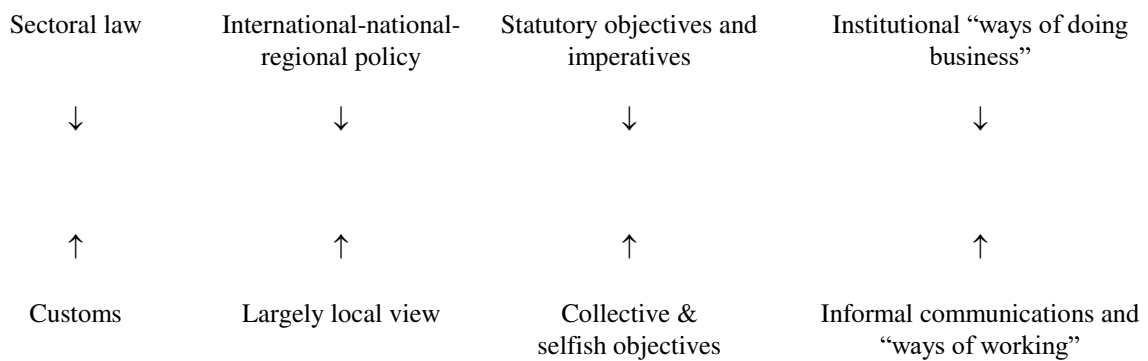 Sectoral law
International-national-
regional policy
Statutory objectives and
imperatives
Institutional “ways of doing
business”
↓ ↓ ↓ ↓
↑ ↑ ↑ ↑
Customs
Largely local view
Collective &
selfish objectives
Informal communications and
“ways of working”